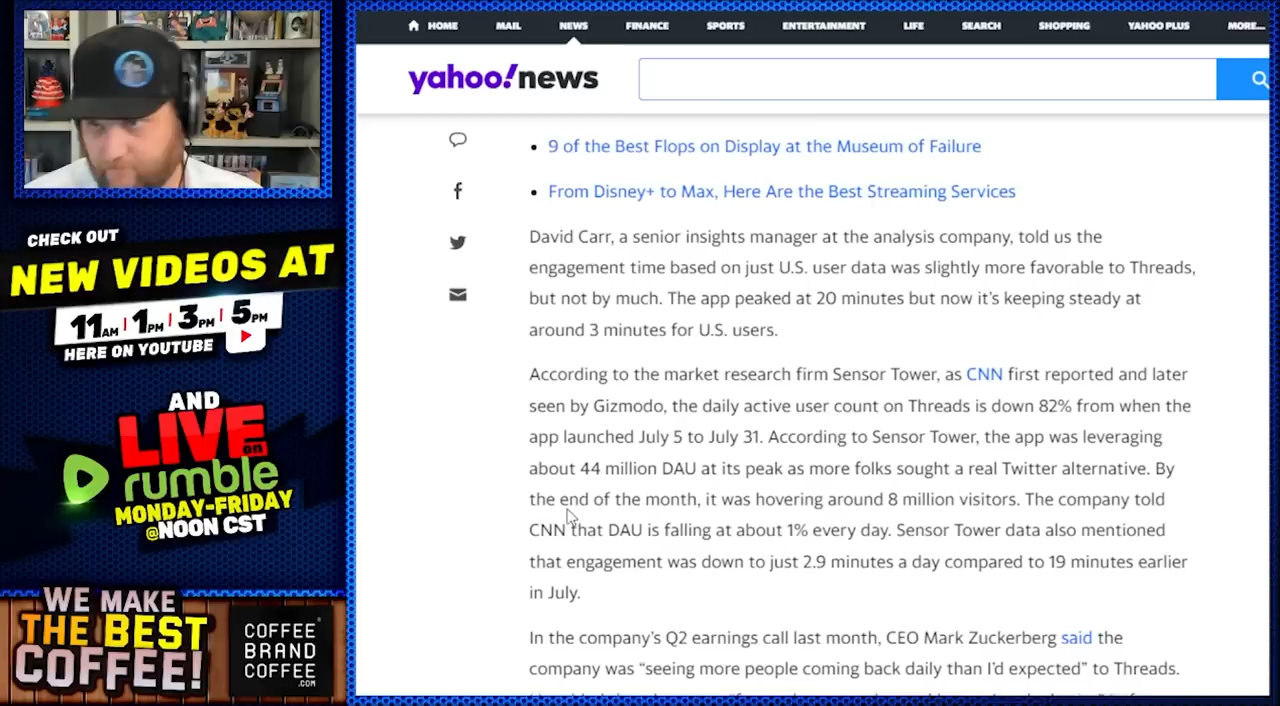 HOME MAIL NEWS FINANCE SPORTS ENTERTAINMENT LIFE SEARCH SHOPPING YAHOO PLUS MORE...
yahoo!news
9 of the Best Flops on Display at the Museum of Failure
From Disney+ to Max, Here Are the Best Streaming Services
David Carr, a senior insights manager at the analysis company, told us the
engagement time based on just U.S. user data was slightly more favorable to Threads,
but not by much. The app peaked at 20 minutes but now it's keeping steady at
around 3 minutes for U.S. users.
According to the market research firm Sensor Tower, as CNN first reported and later
seen by Gizmodo, the daily active user count on Threads is down 82% from when the
app launched July 5 to July 31. According to Sensor Tower, the app was leveraging
about 44 million DAU at its peak as more folks sought a real Twitter alternative. By
the end of the month, it was hovering around 8 million visitors. The company told
CNN that DAU is falling at about 1% every day. Sensor Tower data also mentioned
that engagement was down to just 2.9 minutes a day compared to 19 minutes earlier
in July.
In the company's Q2 earnings call last month, CEO Mark Zuckerberg said the
company was “seeing more people coming back daily than I'd expected” to Threads.
CHECK OUT
NEW VIDEOS AT
11AM | 1PM | 3PM | 5PM
HERE ON YOUTUBE
AND
LIVE on
rumble
MONDAY-FRIDAY
@NOON CST
WE MAKE
THE BEST
COFFEE!
COFFEE
BRAND
COFFEE
.COM